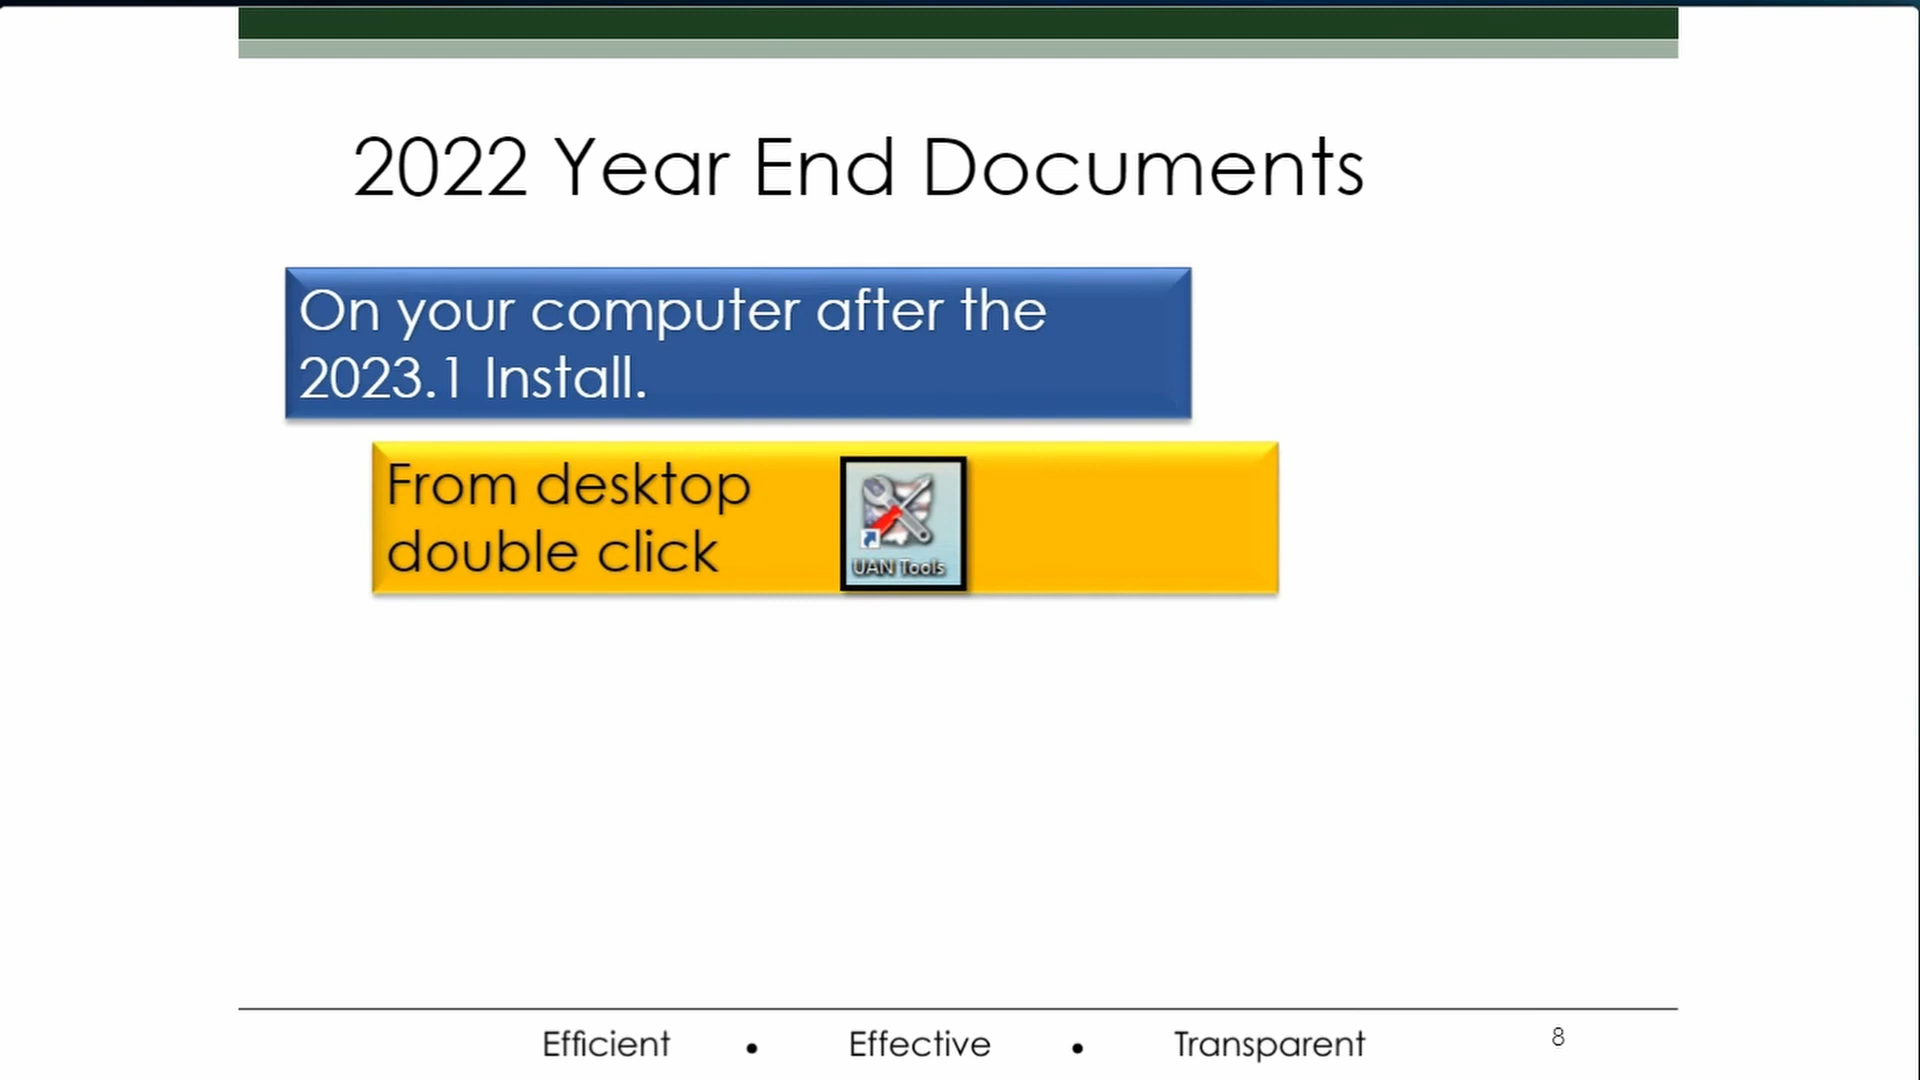 2022 Year End Documents
On your computer after the
2023.1 Install.
From desktop
double click
UAN Tools
Efficient • Effective • Transparent 8